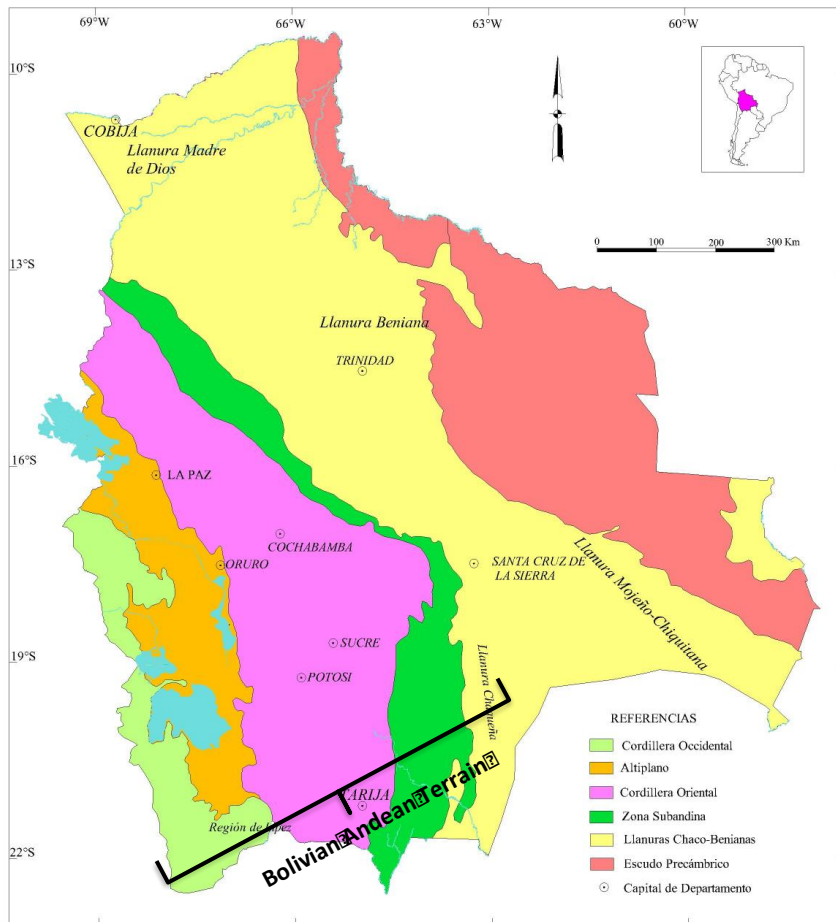 69°W
66°W
63°W
60°W
10°S
13°S
16°S
19°S
22°S
COBIJA
Llanura Madre
de Dios
Llanura Beniana
TRINIDAD
LA PAZ
COCHABAMBA
ORURO
SANTA CRUZ DE
LA SIERRA
Llanura Mojeño-Chiquitana
SUCRE
POTOSI
Llanura Chaqueña
TARIJA
Región de Lípez
Bolivian Andean Terrain
0 100 200 300 Km
REFERENCIAS
Cordillera Occidental
Altiplano
Cordillera Oriental
Zona Subandina
Llanuras Chaco-Benianas
Escudo Precámbrico
Capital de Departamento